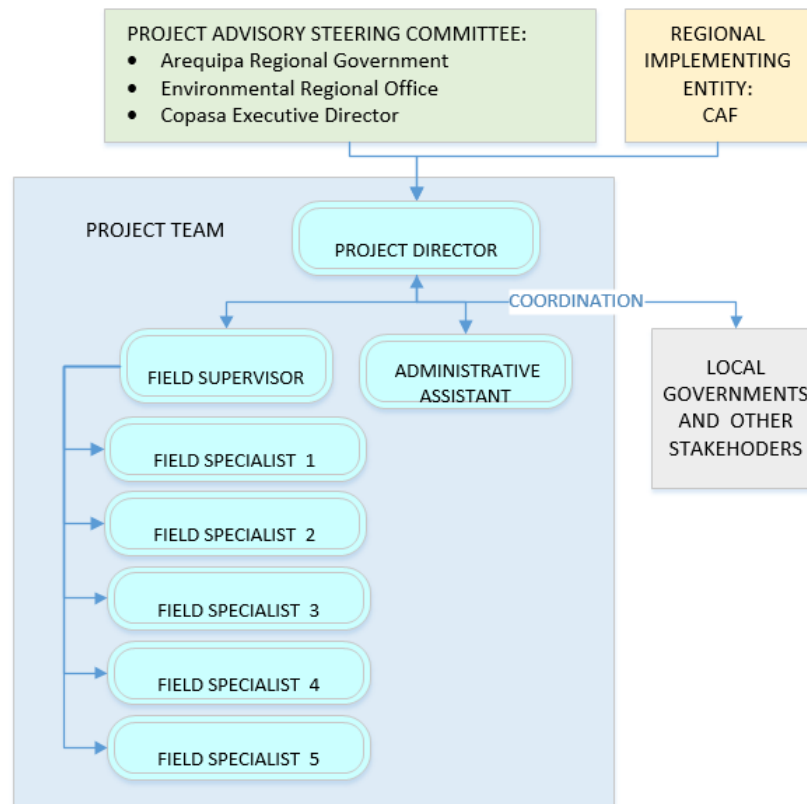 PROJECT ADVISORY STEERING COMMITTEE:
• Arequipa Regional Government
• Environmental Regional Office
• Copasa Executive Director
REGIONAL
IMPLEMENTING
ENTITY:
CAF
PROJECT TEAM
PROJECT DIRECTOR
COORDINATION
FIELD SUPERVISOR
ADMINISTRATIVE
ASSISTANT
LOCAL
GOVERNMENTS
AND OTHER
STAKEHODERS
FIELD SPECIALIST 1
FIELD SPECIALIST 2
FIELD SPECIALIST 3
FIELD SPECIALIST 4
FIELD SPECIALIST 5